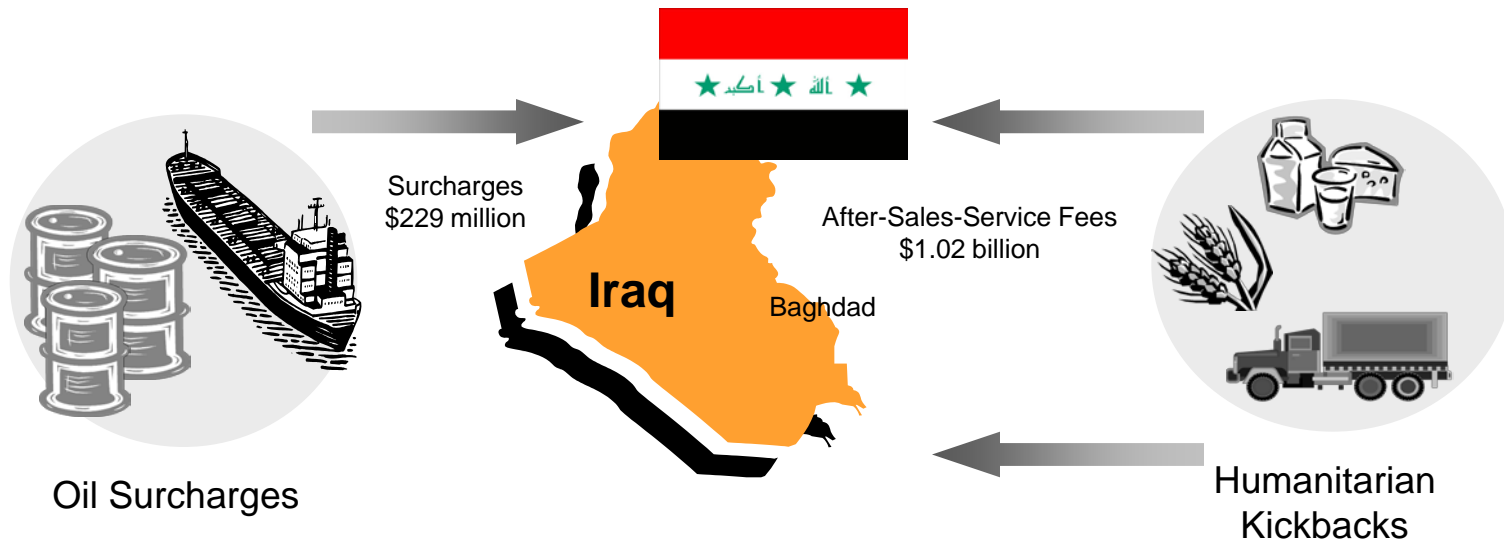 أكبر ★ الله
Surcharges
$229 million
After-Sales-Service Fees
$1.02 billion
Iraq
Baghdad
Oil Surcharges
Humanitarian
Kickbacks